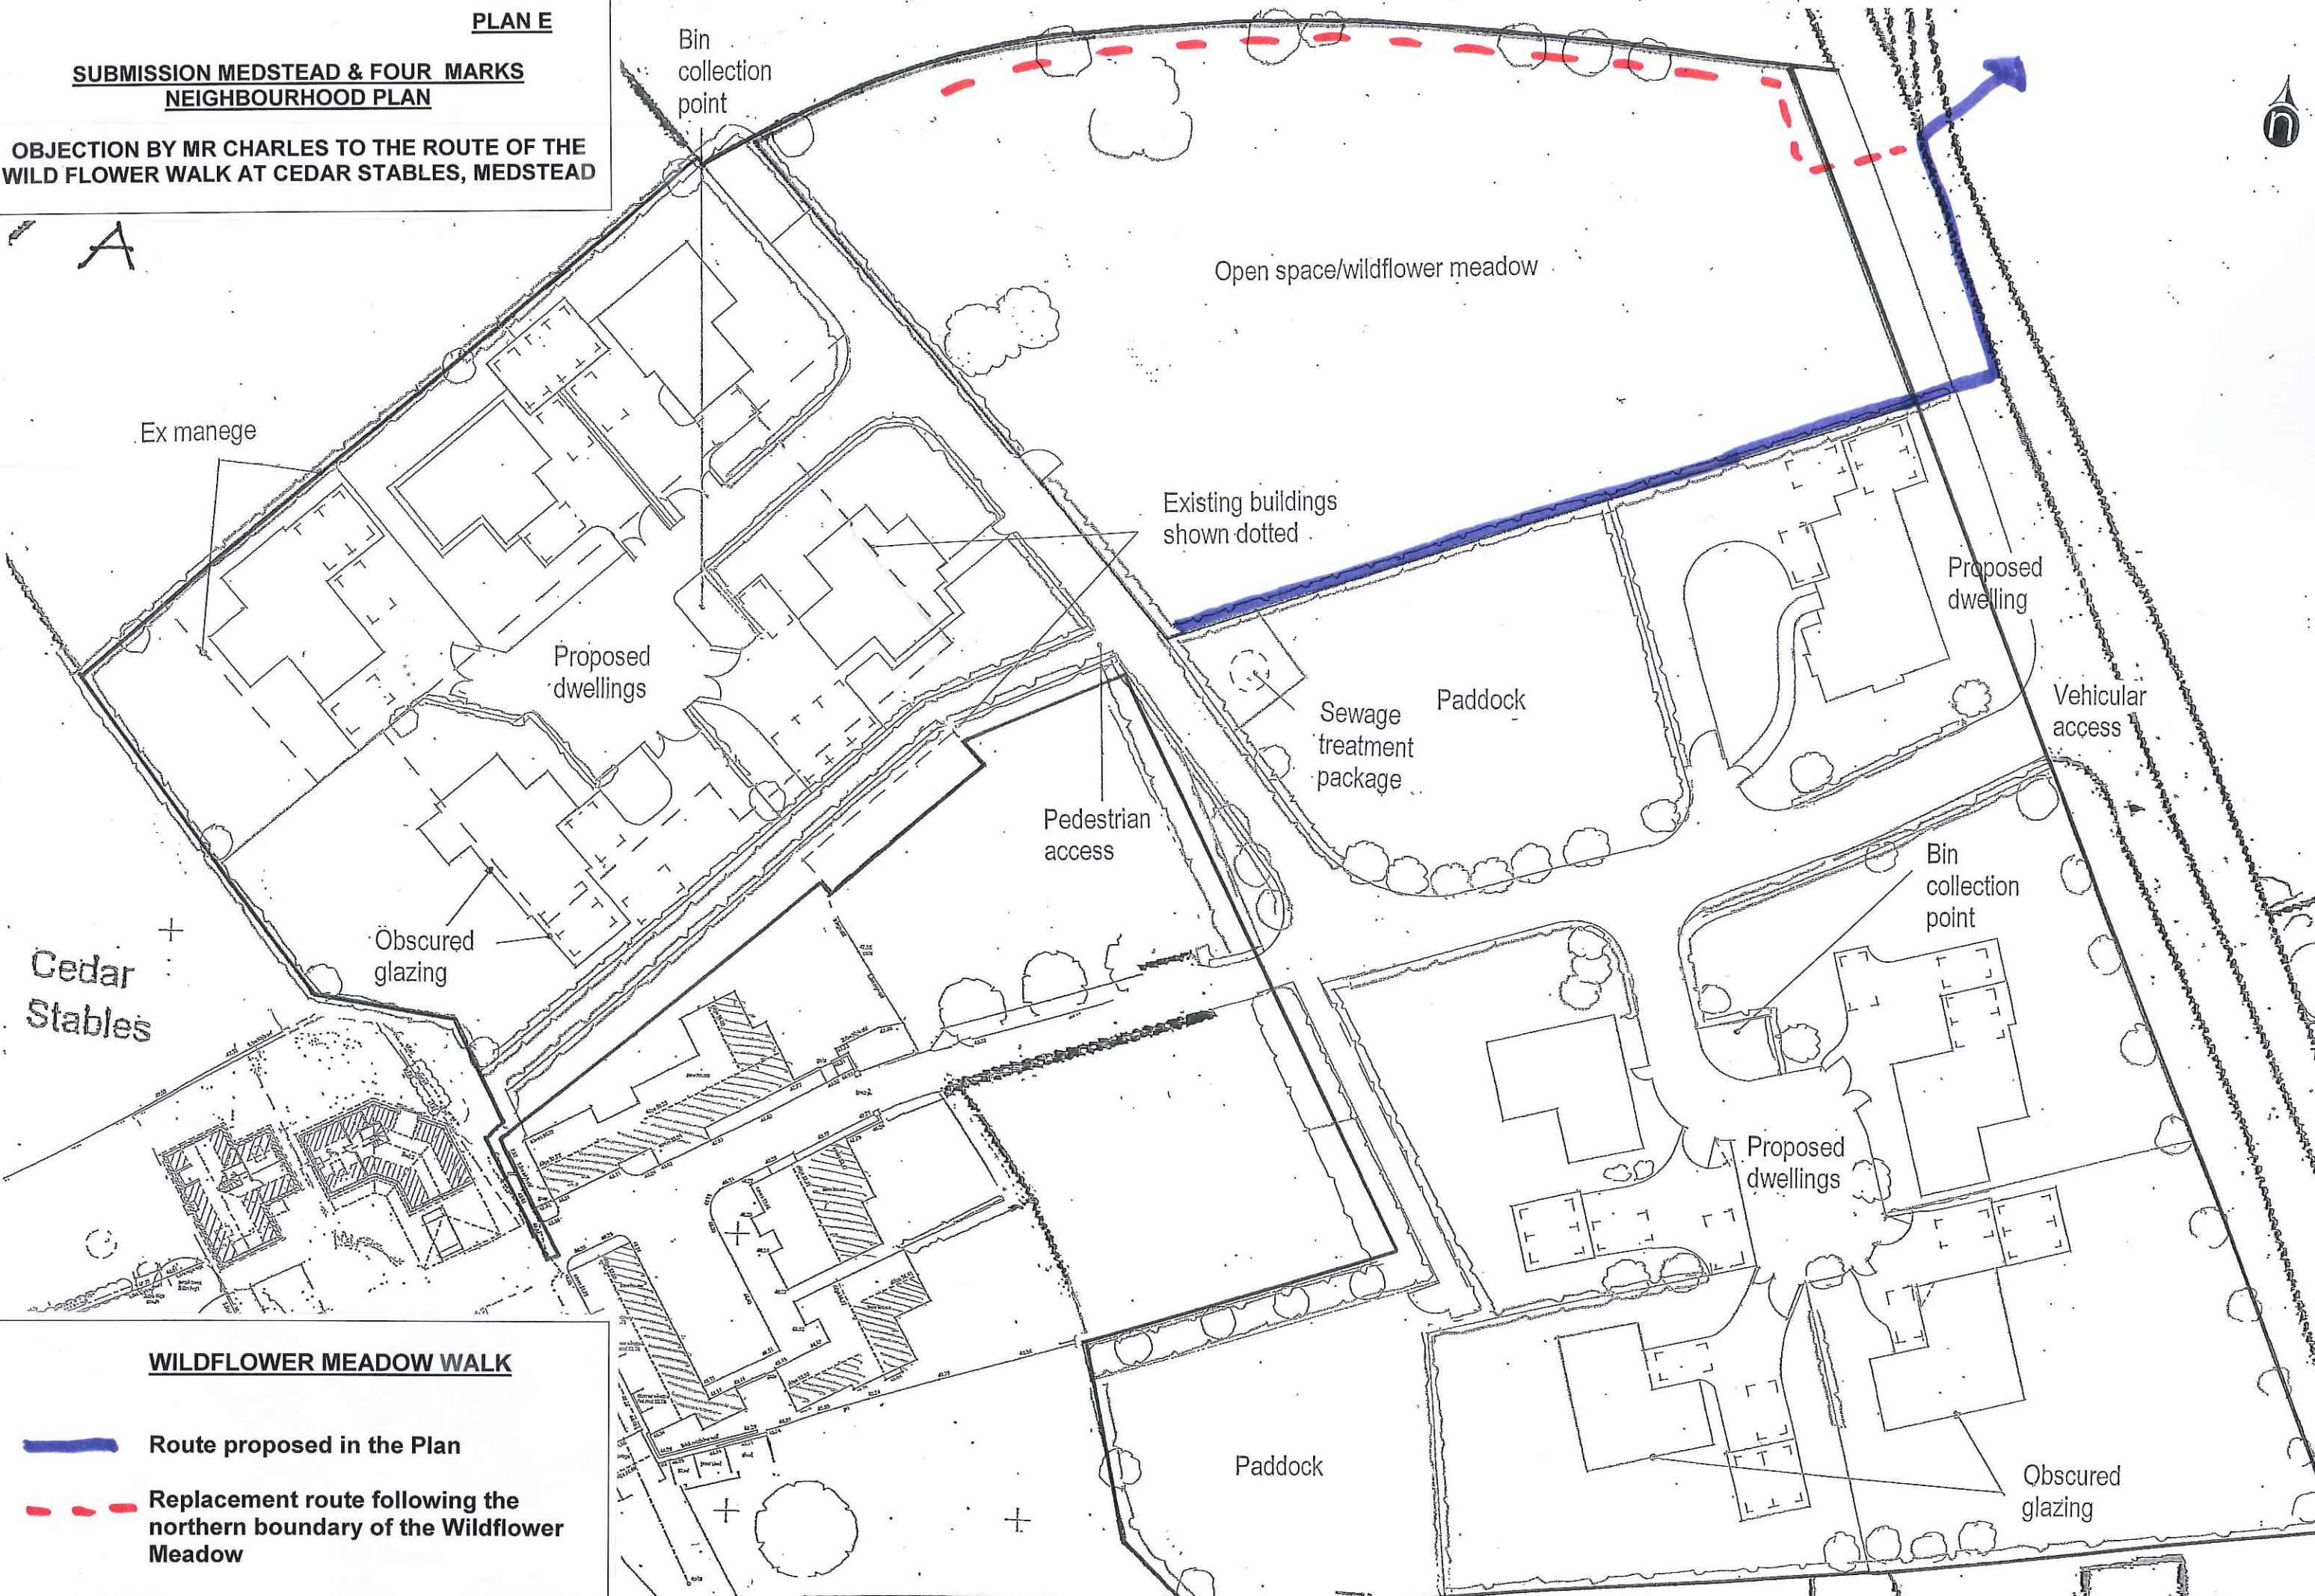 PLAN E
SUBMISSION MEDSTEAD & FOUR MARKS
NEIGHBOURHOOD PLAN
OBJECTION BY MR CHARLES TO THE ROUTE OF THE
WILD FLOWER WALK AT CEDAR STABLES, MEDSTEAD
A
Bin
collection
point
n
Open space/wildflower meadow
Ex manege
Existing buildings
shown dotted
Proposed
dwelling
Proposed
dwellings
Sewage
treatment
package
Paddock
Vehicular
access
Pedestrian
access
Bin
collection
point
Obscured
glazing
Cedar
Stables
Proposed
dwellings
Paddock
Obscured
glazing
WILDFLOWER MEADOW WALK
Route proposed in the Plan
Replacement route following the
northern boundary of the Wildflower
Meadow